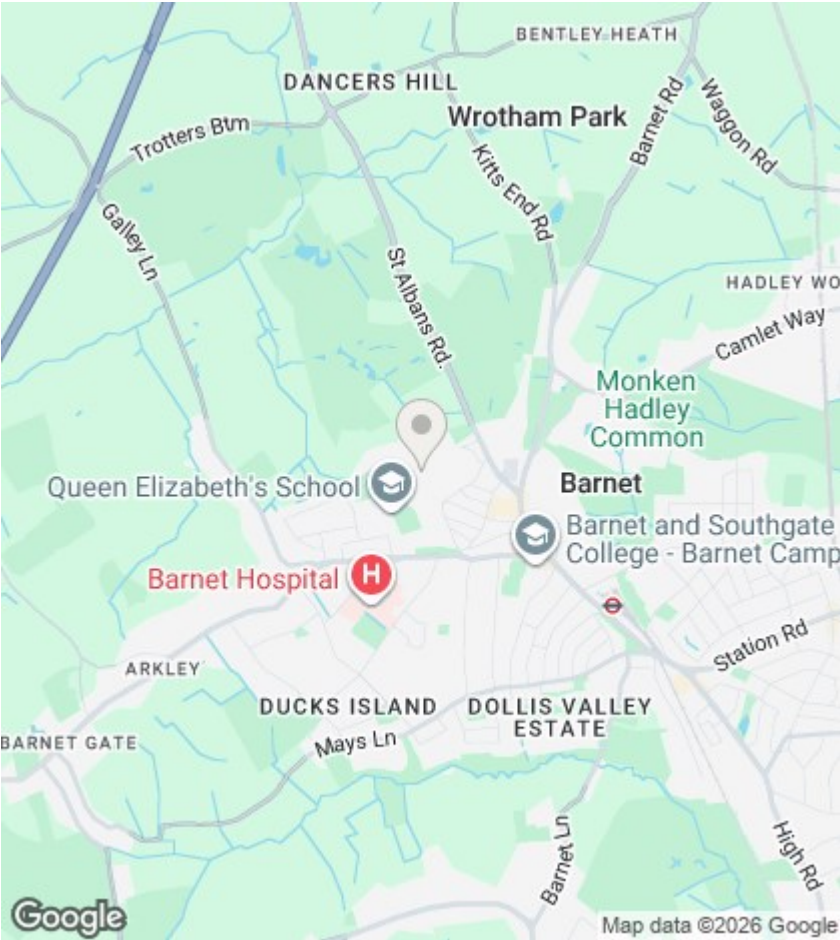 BENTLEY HEATH
DANCERS HILL
Wrotham Park
Barnet Rd
Waggon Rd
Trotters Btm
Kitts End Rd
Galley Ln
St Albans Rd.
HADLEY WO
Camlet Way
Monken
Hadley
Common
Queen Elizabeth's School
Barnet
Barnet and Southgate
College - Barnet Camp
Barnet Hospital
H
Station Rd
ARKLEY
DUCKS ISLAND
DOLLIS VALLEY
ESTATE
BARNET GATE
Mays Ln
Barnet Ln
High Rd
Google
Map data ©2026 Google